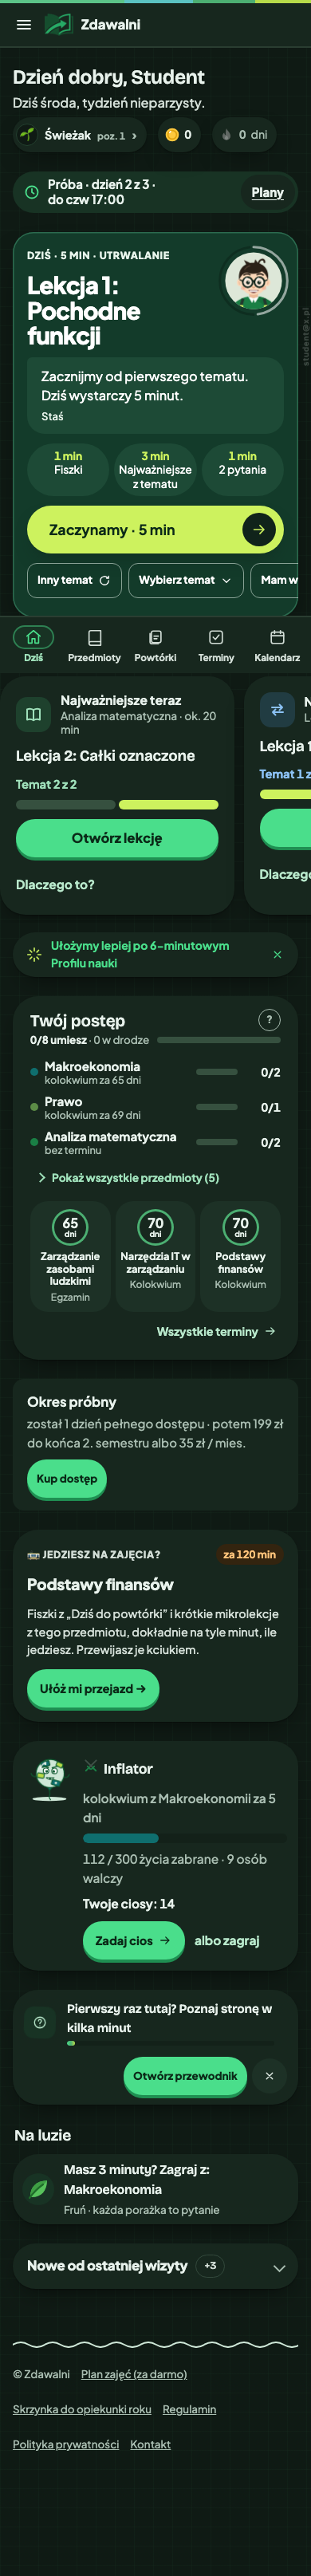 Zdawalni
Dzień dobry, Student
Dziś środa, tydzień nieparzysty.
Świeżak poz. 1 ›
0
0 dni
Próba · dzień 2 z 3 ·
do czw 17:00
Plany
DZIŚ · 5 MIN · UTRWALANIE
Lekcja 1:
Pochodne
funkcji
Zacznijmy od pierwszego tematu.
Dziś wystarczy 5 minut.
Staś
student@x.pl
1 min
Fiszki
3 min
Najważniejsze
z tematu
1 min
2 pytania
Zaczynamy · 5 min
Inny temat
Wybierz temat
Mam w
Dziś
Przedmioty
Powtórki
Terminy
Kalendarz
Najważniejsze teraz
Analiza matematyczna · ok. 20
min
Lekcja 2: Całki oznaczone
Temat 2 z 2
Otwórz lekcję
Dlaczego to?
N
L
Lekcja 1
Temat 1 z
Dlaczego
Ułożymy lepiej po 6-minutowym
Profilu nauki
Twój postęp
?
0/8 umiesz · 0 w drodze
Makroekonomia
kolokwium za 65 dni
0/2
Prawo
kolokwium za 69 dni
0/1
Analiza matematyczna
bez terminu
0/2
Pokaż wszystkie przedmioty (5)
65
dni
Zarządzanie
zasobami
ludzkimi
Egzamin
70
dni
Narzędzia IT w
zarządzaniu
Kolokwium
70
dni
Podstawy
finansów
Kolokwium
Wszystkie terminy →
Okres próbny
został 1 dzień pełnego dostępu · potem 199 zł
do końca 2. semestru albo 35 zł / mies.
Kup dostęp
JEDZIESZ NA ZAJĘCIA?
za 120 min
Podstawy finansów
Fiszki z „Dziś do powtórki” i krótkie mikrolekcje
z tego przedmiotu, dokładnie na tyle minut, ile
jedziesz. Przewijasz je kciukiem.
Ułóż mi przejazd →
Inflator
kolokwium z Makroekonomii za 5
dni
112 / 300 życia zabrane · 9 osób
walczy
Twoje ciosy: 14
Zadaj cios →
albo zagraj
Pierwszy raz tutaj? Poznaj stronę w
kilka minut
Otwórz przewodnik
Na luzie
Masz 3 minuty? Zagraj z:
Makroekonomia
Fruń · każda porażka to pytanie
Nowe od ostatniej wizyty
+3
© Zdawalni
Plan zajęć (za darmo)
Skrzynka do opiekunki roku
Regulamin
Polityka prywatności
Kontakt